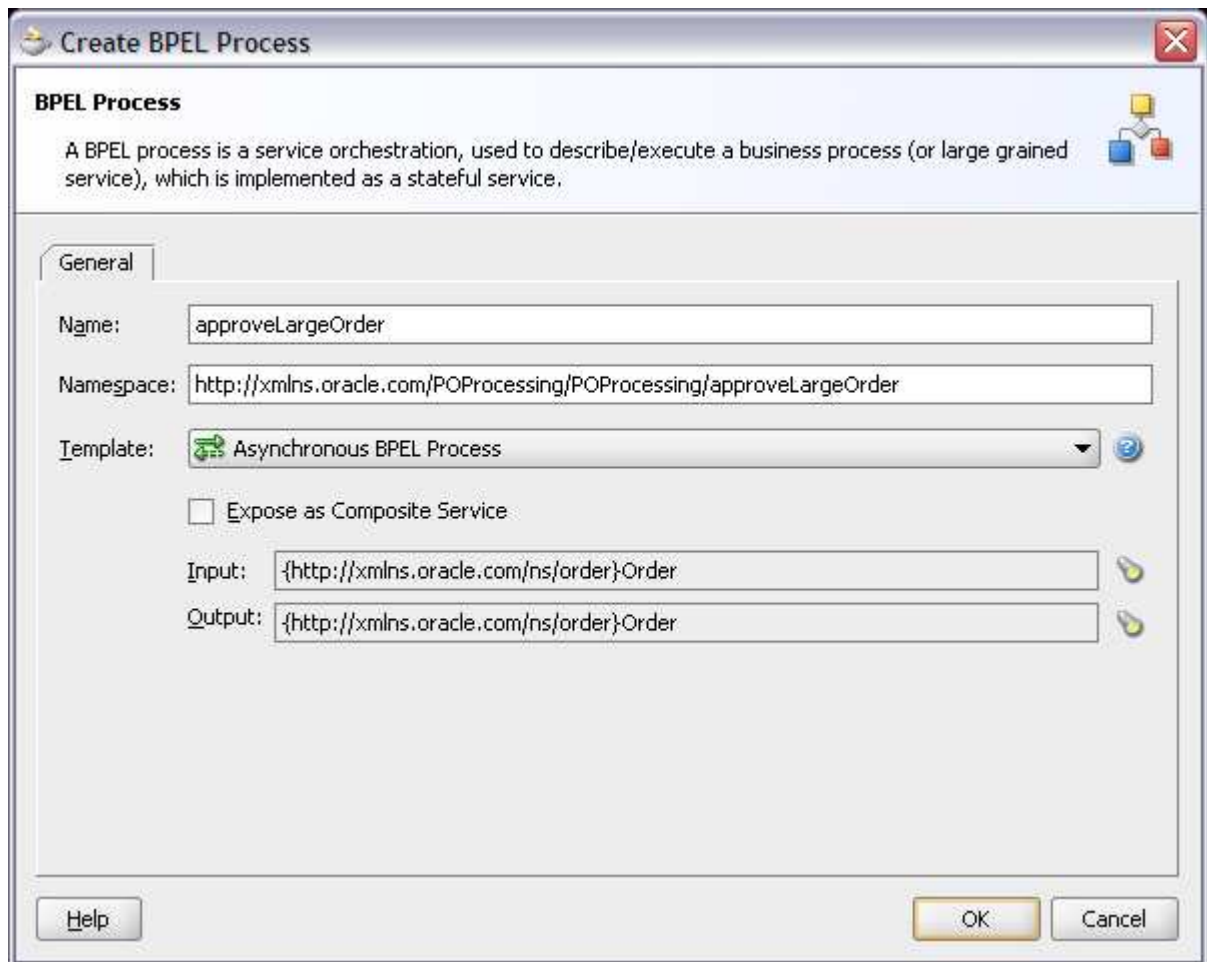 Create BPEL Process
BPEL Process
A BPEL process is a service orchestration, used to describe/execute a business process (or large grained
service), which is implemented as a stateful service.
General
Name: approveLargeOrder
Namespace: http://xmlns.oracle.com/POProcessing/POProcessing/approveLargeOrder
Template: Asynchronous BPEL Process
Expose as Composite Service
Input: {http://xmlns.oracle.com/ns/order}Order
Output: {http://xmlns.oracle.com/ns/order}Order
Help OK Cancel